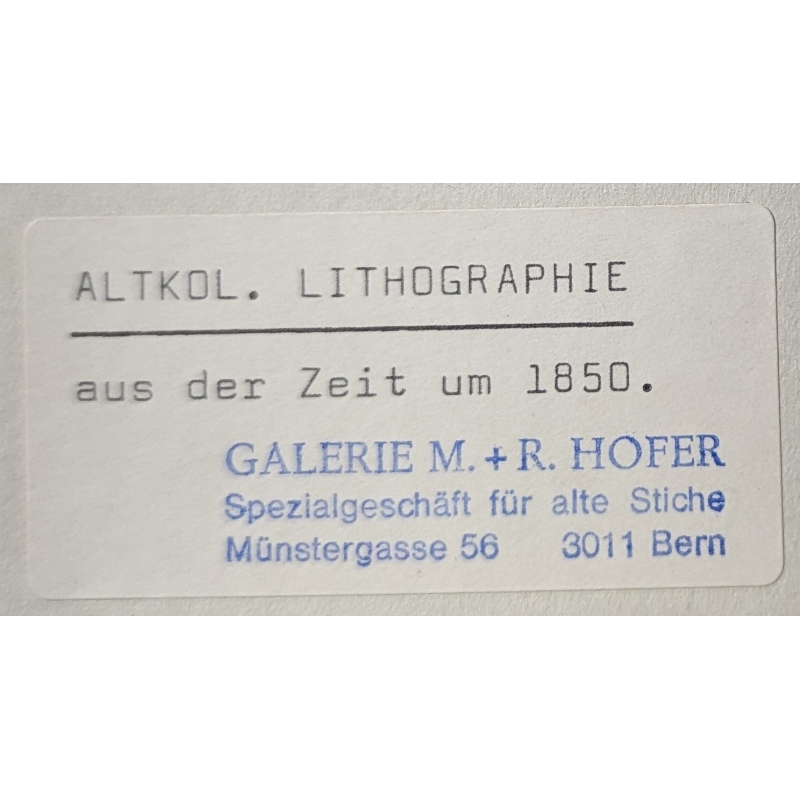 ALTKOL. LITHOGRAPHIE
aus der Zeit um 1850.
GALERIE M. + R. HOFER
Spezialgeschäft für alte Stiche
Münstergasse 56 3011 Bern